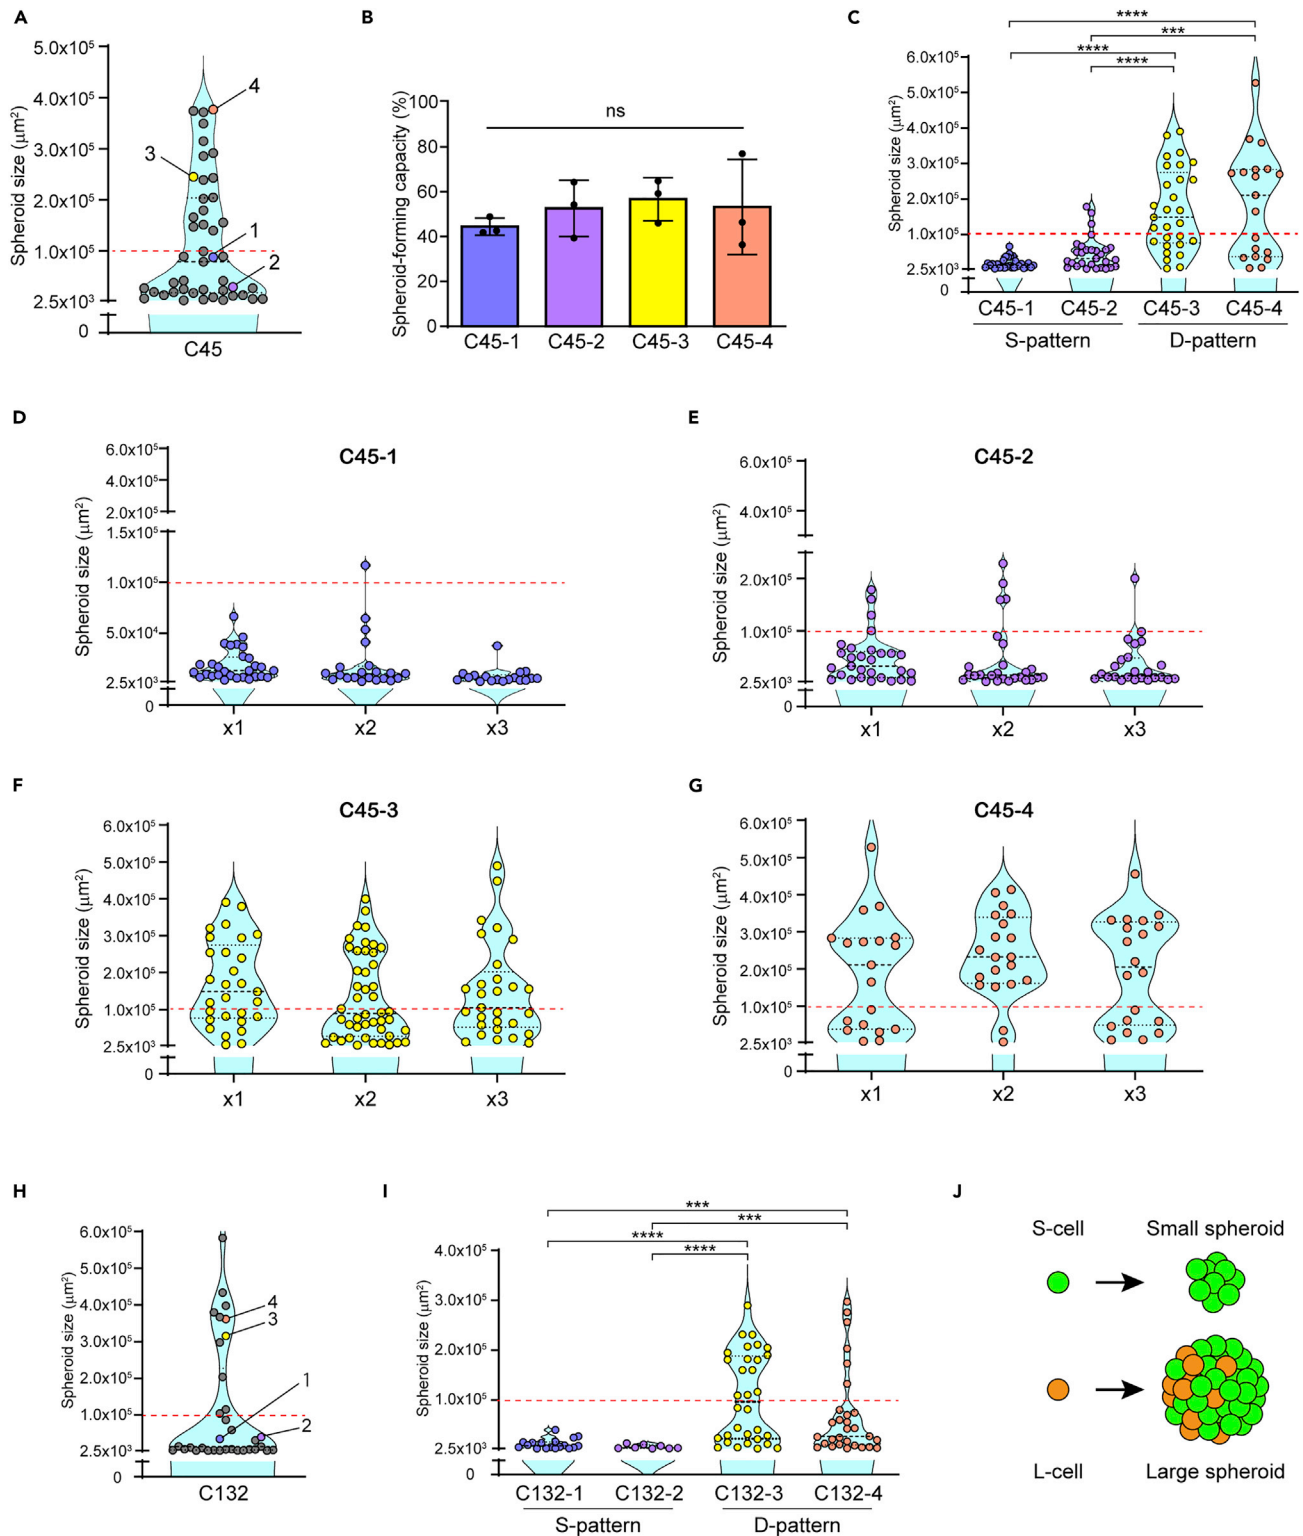 A
Spheroid size (μm²)
5.0x10⁵
4.0x10⁵
3.0x10⁵
2.0x10⁵
1.0x10⁵
2.5x10³
0
4
3
1
2
C45
B
Spheroid-forming capacity (%)
100
80
60
40
20
0
ns
C45-1 C45-2 C45-3 C45-4
C
Spheroid size (μm²)
****
***
****
****
6.0x10⁵
5.0x10⁵
4.0x10⁵
3.0x10⁵
2.0x10⁵
1.0x10⁵
2.5x10³
0
C45-1 C45-2 C45-3 C45-4
S-pattern D-pattern
D
C45-1
Spheroid size (μm²)
6.0x10⁵
4.0x10⁵
2.0x10⁵
1.5x10⁵
1.0x10⁵
5.0x10⁴
2.5x10³
0
x1 x2 x3
E
C45-2
Spheroid size (μm²)
6.0x10⁵
4.0x10⁵
2.0x10⁵
1.0x10⁵
2.5x10³
0
x1 x2 x3
F
C45-3
Spheroid size (μm²)
6.0x10⁵
5.0x10⁵
4.0x10⁵
3.0x10⁵
2.0x10⁵
1.0x10⁵
2.5x10³
0
x1 x2 x3
G
C45-4
Spheroid size (μm²)
6.0x10⁵
5.0x10⁵
4.0x10⁵
3.0x10⁵
2.0x10⁵
1.0x10⁵
2.5x10³
0
x1 x2 x3
H
Spheroid size (μm²)
6.0x10⁵
5.0x10⁵
4.0x10⁵
3.0x10⁵
2.0x10⁵
1.0x10⁵
2.5x10³
0
4
3
1
2
C132
I
Spheroid size (μm²)
***
***
****
****
4.0x10⁵
3.0x10⁵
2.0x10⁵
1.0x10⁵
2.5x10³
0
C132-1 C132-2 C132-3 C132-4
S-pattern D-pattern
J
S-cell Small spheroid
L-cell Large spheroid